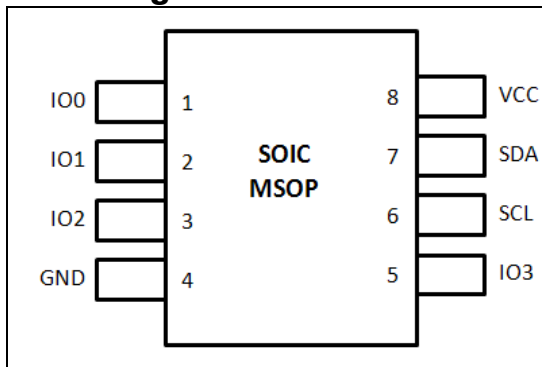 IO0 1 8 VCC
IO1 2 SOIC 7 SDA
MSOP
IO2 3 6 SCL
GND 4 5 IO3